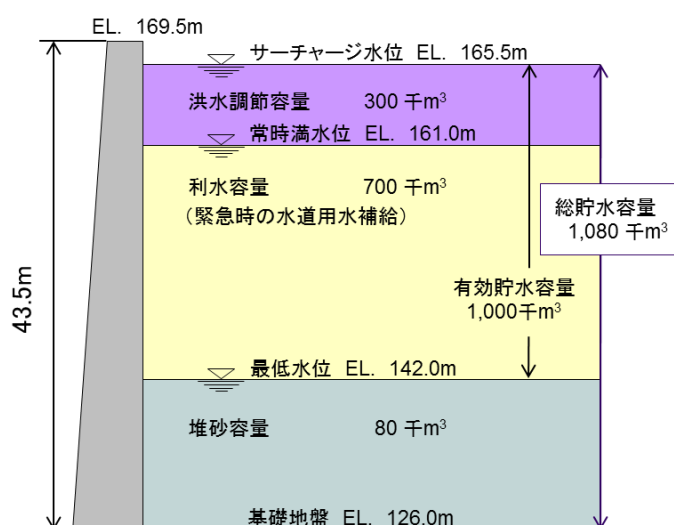 EL. 169.5m
サーチャージ水位 EL. 165.5m
洪水調節容量 300 千m³
常時満水位 EL. 161.0m
利水容量 700 千m³
(緊急時の水道用水補給)
総貯水容量
1,080 千m³
43.5m
有効貯水容量
1,000千m³
最低水位 EL. 142.0m
堆砂容量 80 千m³
基礎地盤 EL. 126.0m